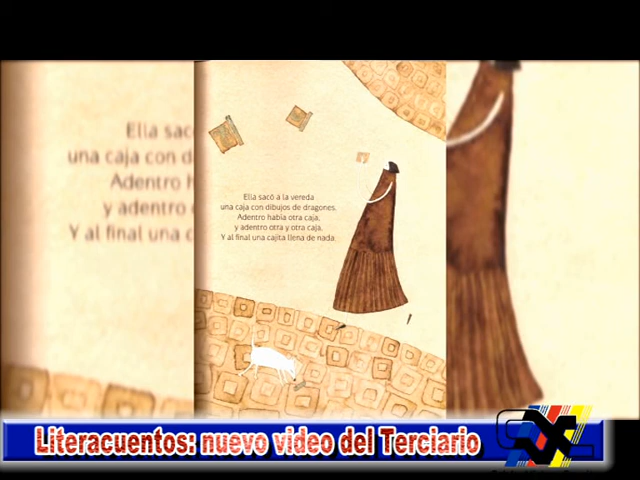 Ella sacó a la vereda
una caja con dibujos de dragones.
Adentro había otra caja,
y adentro otra y otra caja.
Y al final una cajita llena de nada.
Ella sac
una caja con d
Adentro h
y adentro
Y al final una c
Literacuentos: nuevo video del Terciario